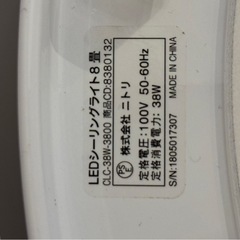 LEDシーリングライト8畳
CLC-38W-3800 商品CD:8380132
株式会社ニトリ
PS E
定格電圧:100V 50-60Hz
定格消費電力:38W
MADE IN CHINA
S/N:1805017307